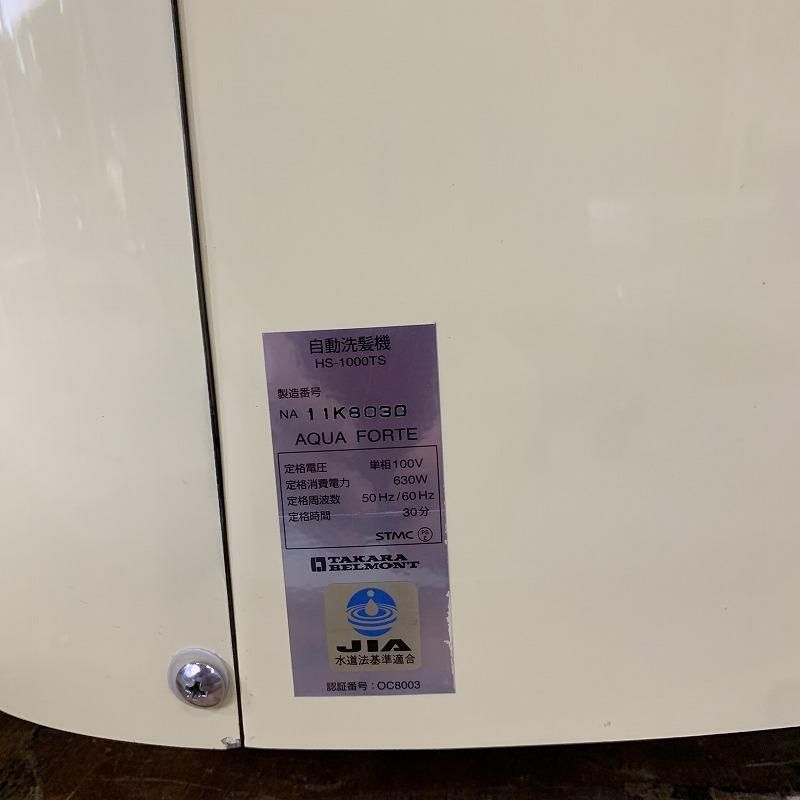 自動洗髪機
HS-1000TS
製造番号
NA 11K8030
AQUA FORTE
定格電圧 単相100V
定格消費電力 630W
定格周波数 50Hz/60Hz
定格時間 30分
STMC PS E
TAKARA
BELMONT
JIA
水道法基準適合
認証番号:OC8003